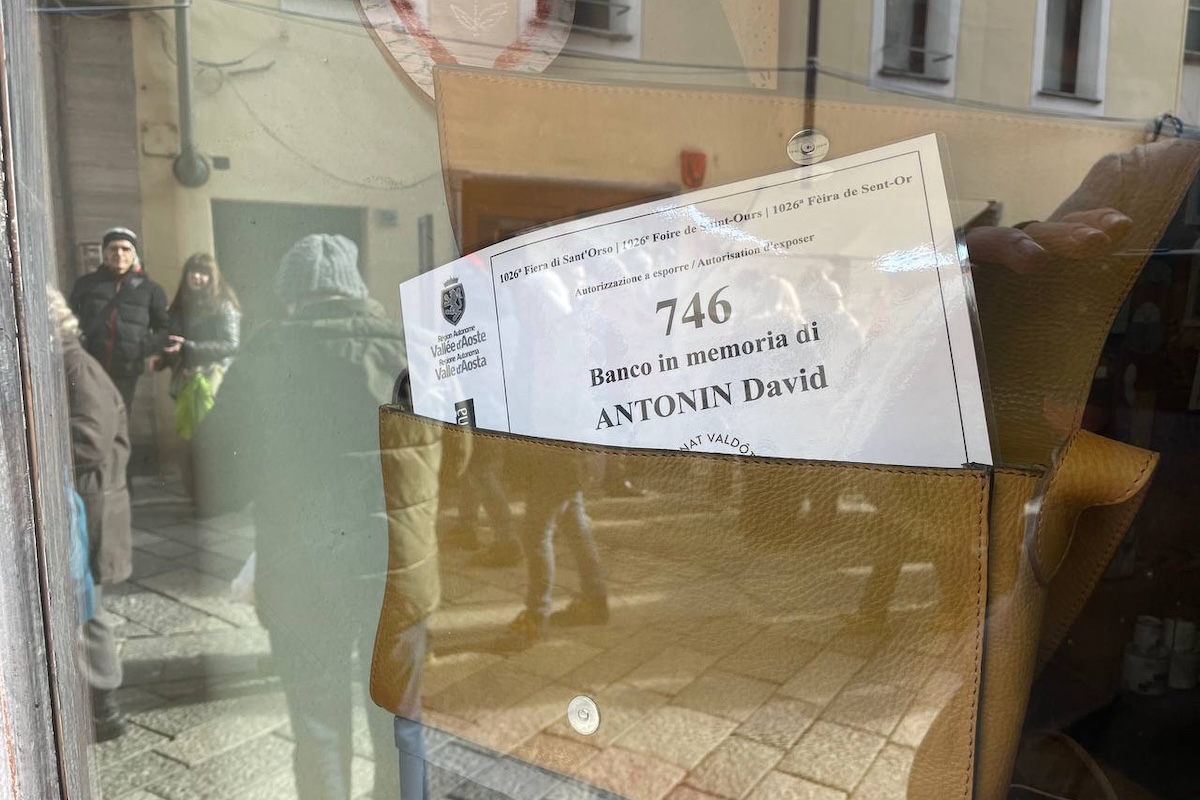 1026ª Fiera di Sant'Orso | 1026ᵉ Foire de Saint-Ours | 1026ª Fèira de Sent-Or
Autorizzazione a esporre / Autorisation d'exposer
746
Banco in memoria di
ANTONIN David
Région Autonome
Vallée d'Aoste
Regione Autonoma
Valle d'Aosta